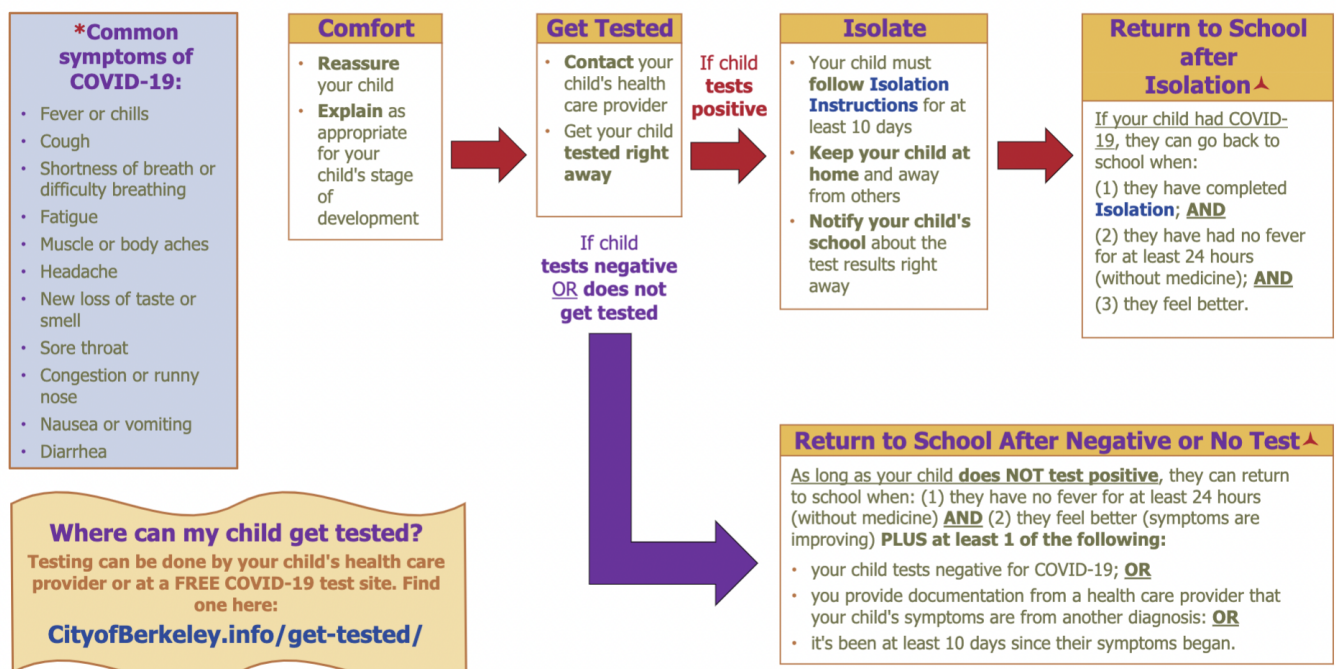 *Common
symptoms of
COVID-19:
• Fever or chills
• Cough
• Shortness of breath or
difficulty breathing
• Fatigue
• Muscle or body aches
• Headache
• New loss of taste or
smell
• Sore throat
• Congestion or runny
nose
• Nausea or vomiting
• Diarrhea
Where can my child get tested?
Testing can be done by your child's health care
provider or at a FREE COVID-19 test site. Find
one here:
CityofBerkeley.info/get-tested/
Comfort
• Reassure
your child
• Explain as
appropriate
for your
child's stage
of
development
Get Tested
• Contact your
child's health
care provider
• Get your child
tested right
away
If child
tests
positive
If child
tests negative
OR does not
get tested
Isolate
• Your child must
follow Isolation
Instructions for at
least 10 days
• Keep your child at
home and away
from others
• Notify your child's
school about the
test results right
away
Return to School
after
Isolation
If your child had COVID-
19, they can go back to
school when:
(1) they have completed
Isolation; AND
(2) they have had no fever
for at least 24 hours
(without medicine); AND
(3) they feel better.
Return to School After Negative or No Test
As long as your child does NOT test positive, they can return
to school when: (1) they have no fever for at least 24 hours
(without medicine) AND (2) they feel better (symptoms are
improving) PLUS at least 1 of the following:
• your child tests negative for COVID-19; OR
• you provide documentation from a health care provider that
your child's symptoms are from another diagnosis: OR
• it's been at least 10 days since their symptoms began.